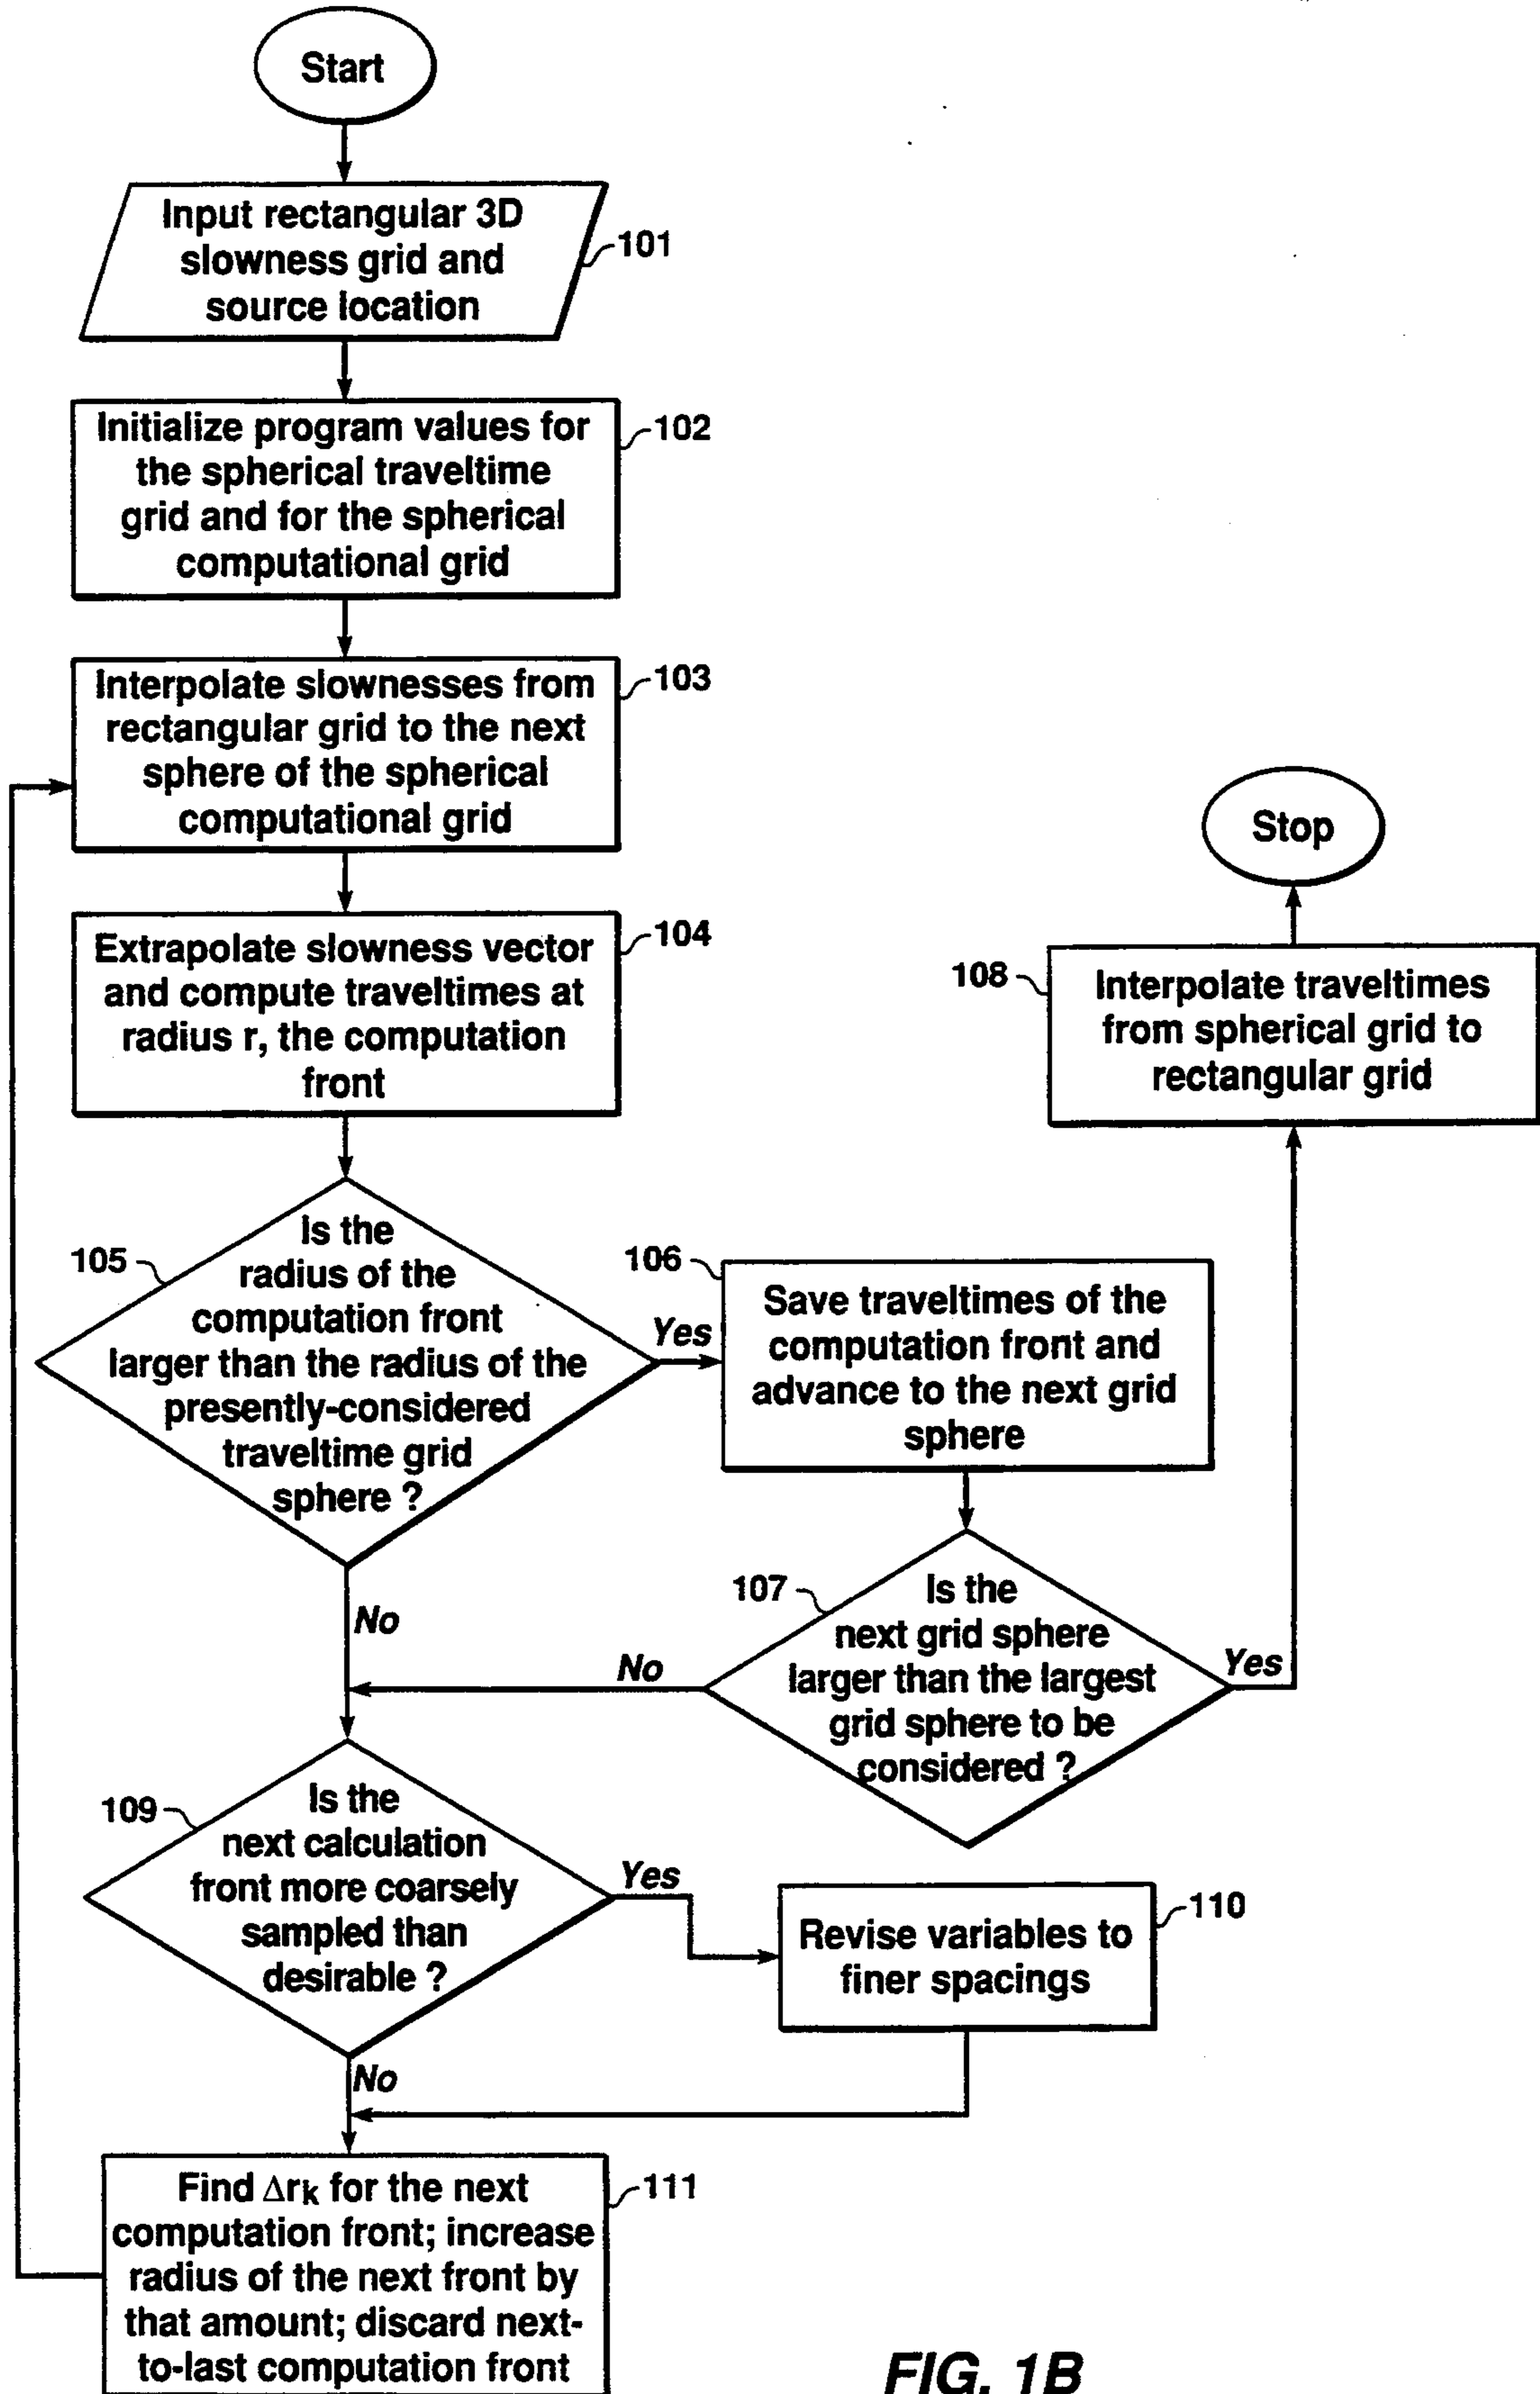 Start
Input rectangular 3D
slowness grid and
source location
101
Initialize program values for
the spherical traveltime
grid and for the spherical
computational grid
102
Interpolate slownesses from
rectangular grid to the next
sphere of the spherical
computational grid
103
Extrapolate slowness vector
and compute traveltimes at
radius r, the computation
front
104
Is the
radius of the
computation front
larger than the radius of the
presently-considered
traveltime grid
sphere ?
105
Yes
No
106
Save traveltimes of the
computation front and
advance to the next grid
sphere
107
Is the
next grid sphere
larger than the largest
grid sphere to be
considered ?
No
Yes
108
Interpolate traveltimes
from spherical grid to
rectangular grid
Stop
109
Is the
next calculation
front more coarsely
sampled than
desirable ?
Yes
No
110
Revise variables to
finer spacings
Find Δrk for the next
computation front; increase
radius of the next front by
that amount; discard next-
to-last computation front
111
FIG. 1B